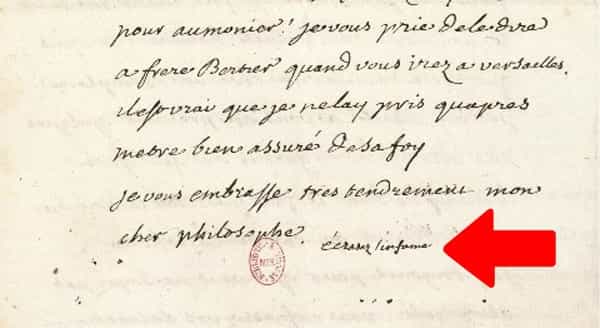 pour aumonier! je vous prie de le dire
a frere Bertier quand vous irez a versailles.
il est vrai que je ne lay pris quapres
metre bien assuré de sa foy
je vous embrasse tres tendrement mon
cher philosophe.
écrasez l'infame